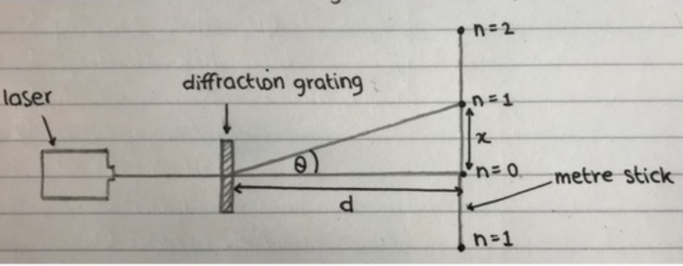 n=2
diffraction grating
laser
n=1
θ
x
n=0
metre stick
d
n=1